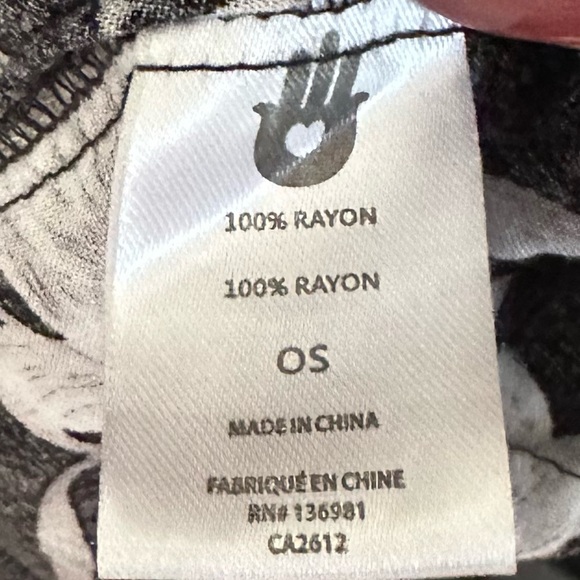 100% RAYON
100% RAYON
OS
MADE IN CHINA
FABRIQUÉ EN CHINE
RN# 136981
CA2612